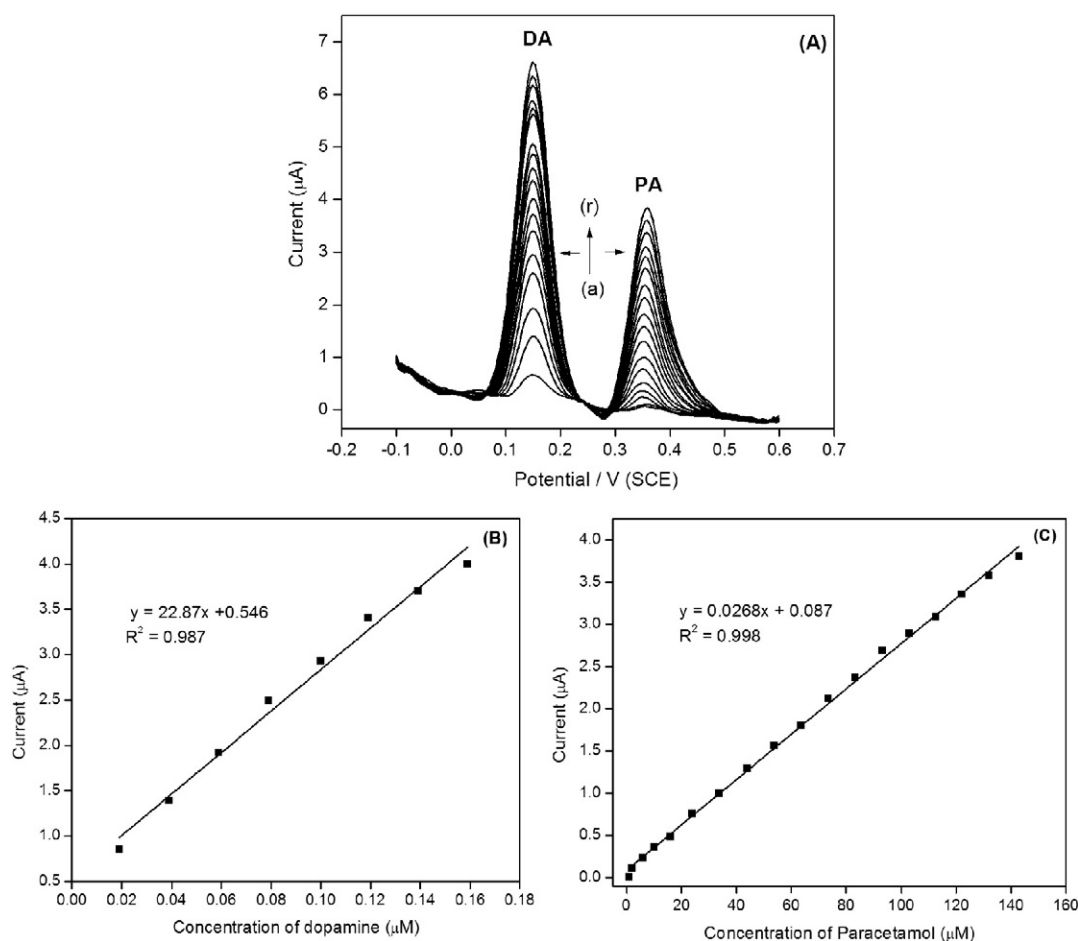 (A)
DA
PA
(r)
(a)
7
6
5
4
3
2
1
0
Current (μA)
-0.2 -0.1 0.0 0.1 0.2 0.3 0.4 0.5 0.6 0.7
Potential / V (SCE)
(B)
y = 22.87x +0.546
R² = 0.987
4.5
4.0
3.5
3.0
2.5
2.0
1.5
1.0
0.5
Current (μA)
0.00 0.02 0.04 0.06 0.08 0.10 0.12 0.14 0.16 0.18
Concentration of dopamine (μM)
(C)
y = 0.0268x + 0.087
R² = 0.998
4.0
3.5
3.0
2.5
2.0
1.5
1.0
0.5
0.0
Current (μA)
0 20 40 60 80 100 120 140 160
Concentration of Paracetamol (μM)